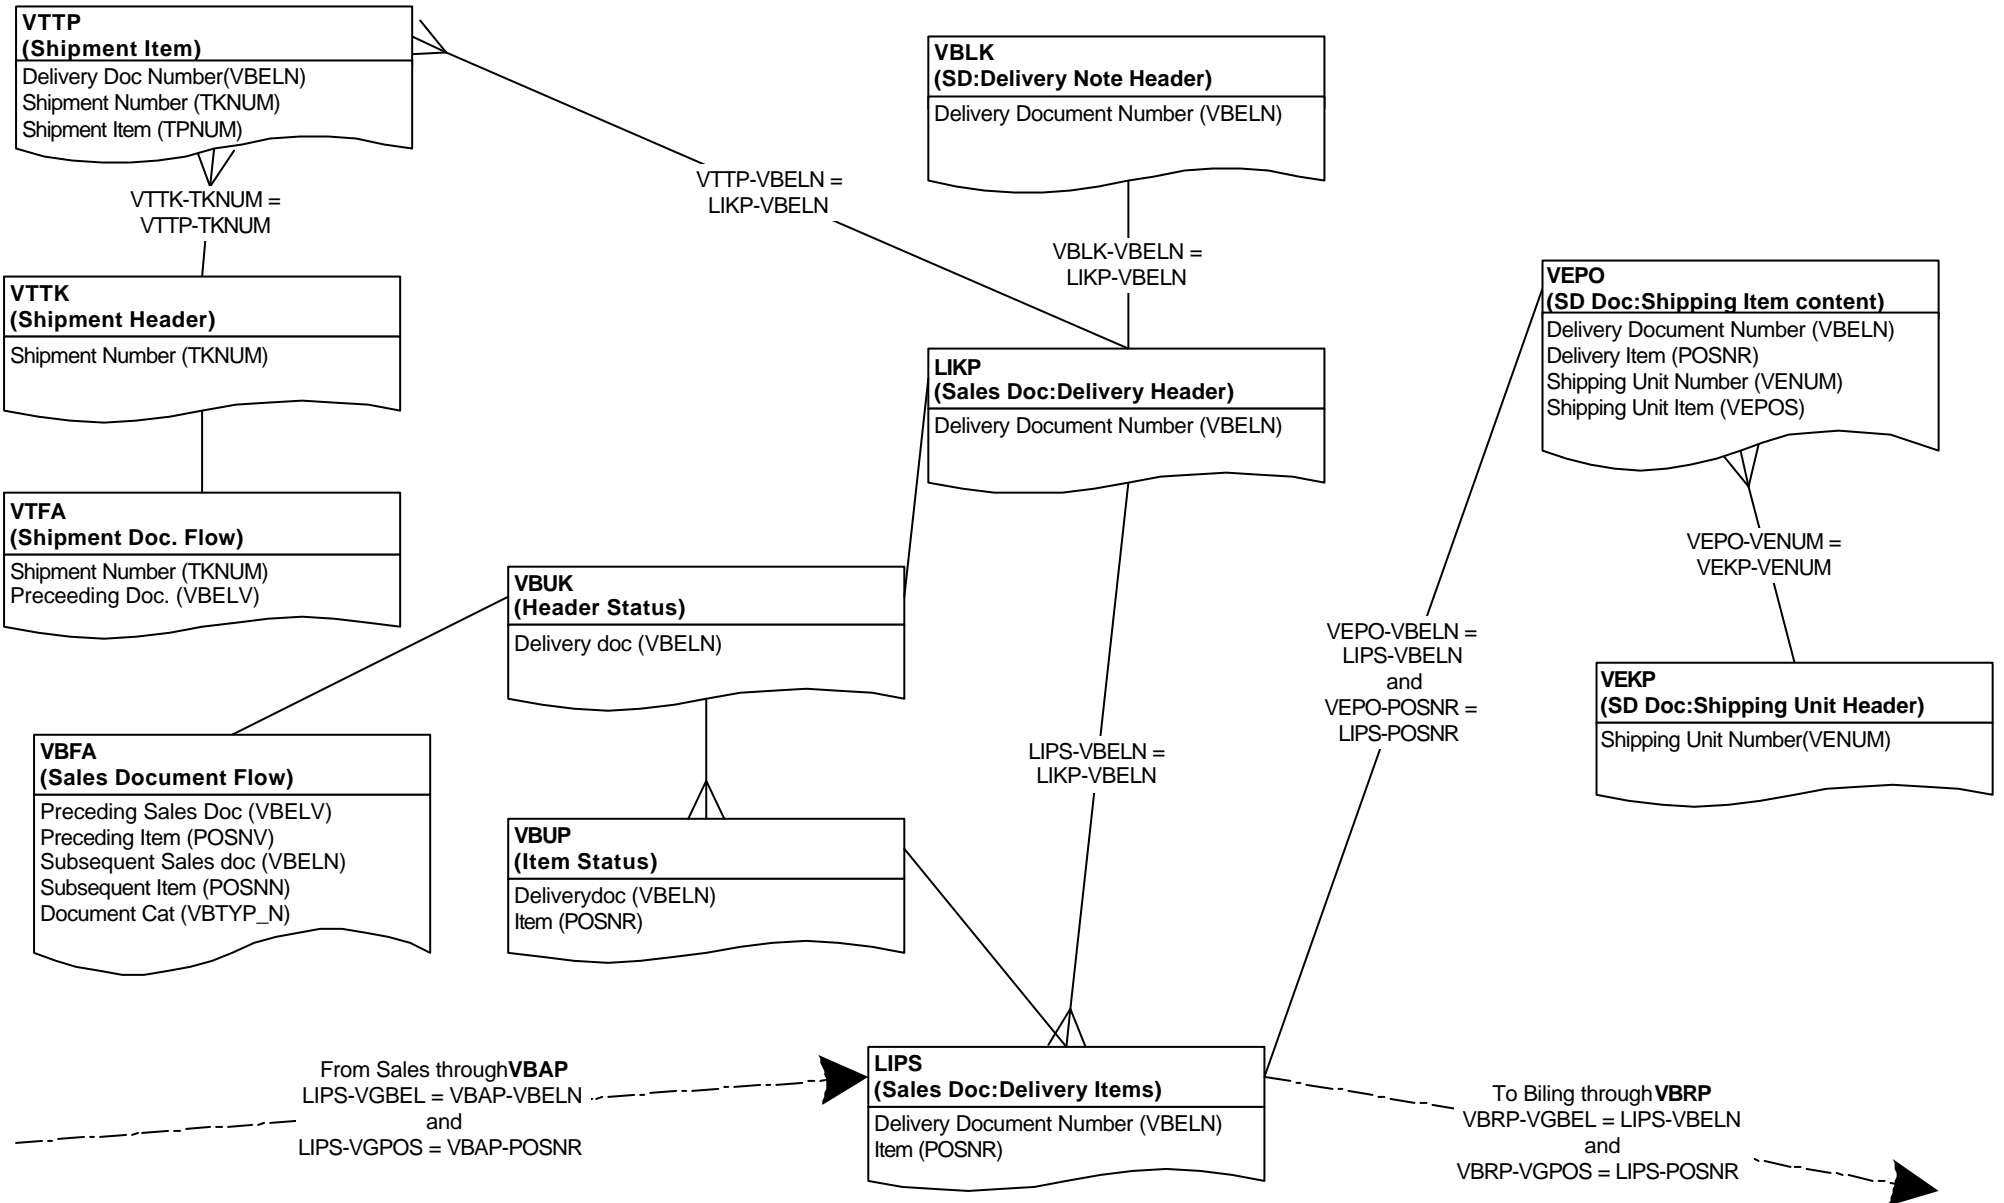 VTTP
(Shipment Item)
Delivery Doc Number(VBELN)
Shipment Number (TKNUM)
Shipment Item (TPNUM)
VTTK-TKNUM =
VTTP-TKNUM
VTTK
(Shipment Header)
Shipment Number (TKNUM)
VTFA
(Shipment Doc. Flow)
Shipment Number (TKNUM)
Preceeding Doc. (VBELV)
VTTP-VBELN =
LIKP-VBELN
VBLK
(SD:Delivery Note Header)
Delivery Document Number (VBELN)
VBLK-VBELN =
LIKP-VBELN
LIKP
(Sales Doc:Delivery Header)
Delivery Document Number (VBELN)
VEPO
(SD Doc:Shipping Item content)
Delivery Document Number (VBELN)
Delivery Item (POSNR)
Shipping Unit Number (VENUM)
Shipping Unit Item (VEPOS)
VEPO-VENUM =
VEKP-VENUM
VEKP
(SD Doc:Shipping Unit Header)
Shipping Unit Number(VENUM)
VBUK
(Header Status)
Delivery doc (VBELN)
VBFA
(Sales Document Flow)
Preceding Sales Doc (VBELV)
Preceding Item (POSNV)
Subsequent Sales doc (VBELN)
Subsequent Item (POSNN)
Document Cat (VBTYP_N)
VBUP
(Item Status)
Deliverydoc (VBELN)
Item (POSNR)
LIPS-VBELN =
LIKP-VBELN
VEPO-VBELN =
LIPS-VBELN
and
VEPO-POSNR =
LIPS-POSNR
From Sales through VBAP
LIPS-VGBEL = VBAP-VBELN
and
LIPS-VGPOS = VBAP-POSNR
LIPS
(Sales Doc:Delivery Items)
Delivery Document Number (VBELN)
Item (POSNR)
To Biling through VBRP
VBRP-VGBEL = LIPS-VBELN
and
VBRP-VGPOS = LIPS-POSNR